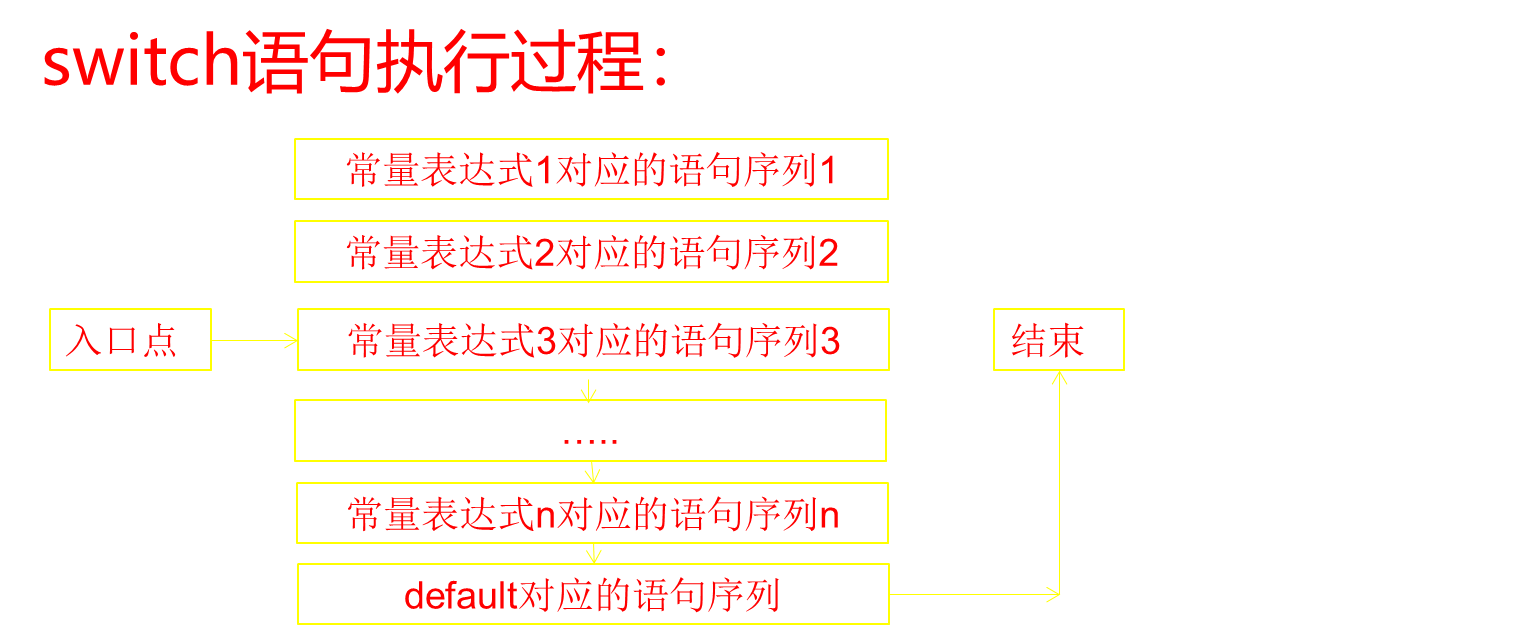 switch语句执行过程：
常量表达式1对应的语句序列1
常量表达式2对应的语句序列2
入口点
常量表达式3对应的语句序列3
结束
.....
常量表达式n对应的语句序列n
default对应的语句序列